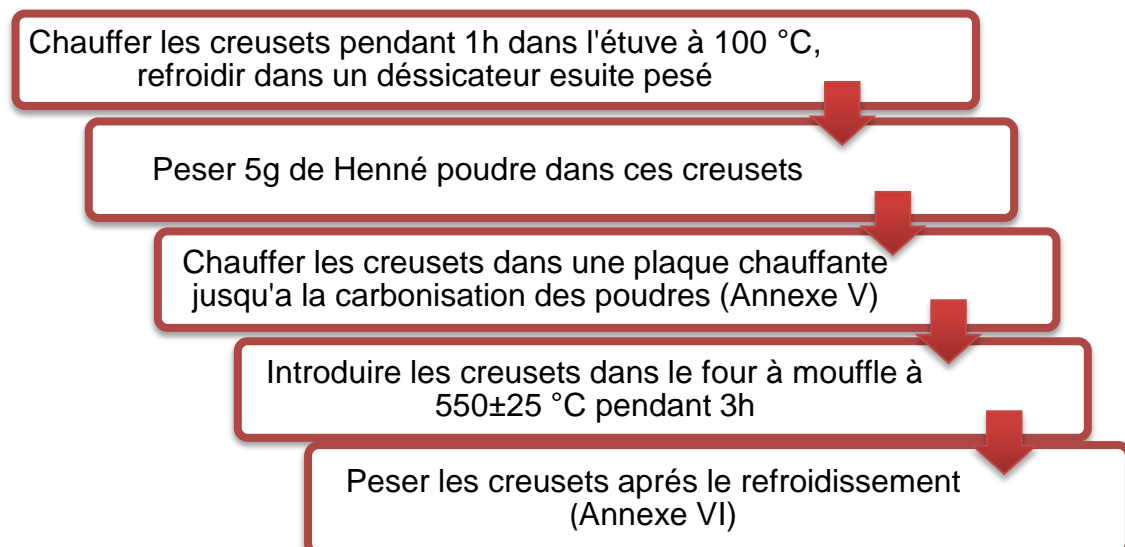 Chauffer les creusets pendant 1h dans l'étuve à 100 °C,
refroidir dans un déssicateur esuite pesé
Peser 5g de Henné poudre dans ces creusets
Chauffer les creusets dans une plaque chauffante
jusqu'a la carbonisation des poudres (Annexe V)
Introduire les creusets dans le four à mouffle à
550±25 °C pendant 3h
Peser les creusets aprés le refroidissement
(Annexe VI)